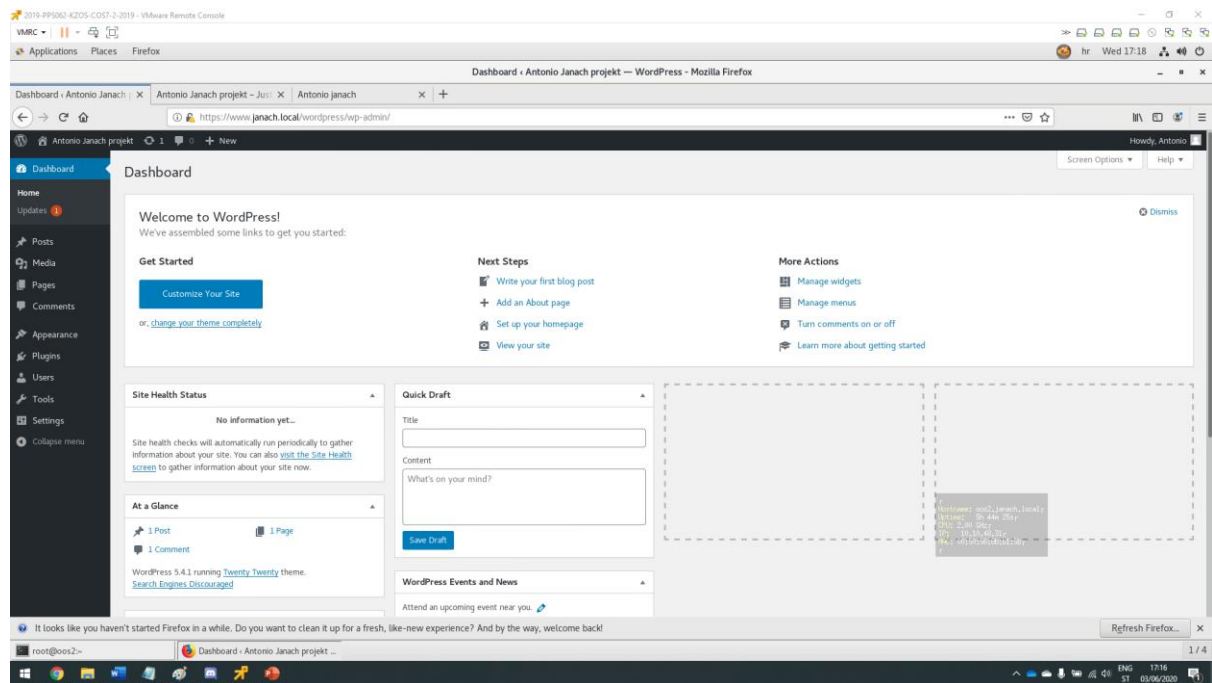 2019-PPS062-KZOS-COS7-2-2019 - VMware Remote Console
VMRC
Applications Places Firefox
hr Wed 17:18
Dashboard ‹ Antonio Janach projekt — WordPress - Mozilla Firefox
Dashboard ‹ Antonio Janach p
Antonio Janach projekt – Just
Antonio janach
https://www.janach.local/wordpress/wp-admin/
Antonio Janach projekt 1 0 + New
Howdy, Antonio
Screen Options
Help
Dashboard
Home
Updates 1
Posts
Media
Pages
Comments
Appearance
Plugins
Users
Tools
Settings
Collapse menu
Dashboard
Welcome to WordPress!
We've assembled some links to get you started:
Dismiss
Get Started
Customize Your Site
or, change your theme completely
Next Steps
Write your first blog post
Add an About page
Set up your homepage
View your site
More Actions
Manage widgets
Manage menus
Turn comments on or off
Learn more about getting started
Site Health Status
No information yet...
Site health checks will automatically run periodically to gather
information about your site. You can also visit the Site Health
screen to gather information about your site now.
At a Glance
1 Post
1 Page
1 Comment
WordPress 5.4.1 running Twenty Twenty theme.
Search Engines Discouraged
Quick Draft
Title
Content
What's on your mind?
Save Draft
WordPress Events and News
Attend an upcoming event near you.
Hostname: oos2.janach.local
Uptime: 5h 44m 25s
It looks like you haven't started Firefox in a while. Do you want to clean it up for a fresh, like-new experience? And by the way, welcome back!
Refresh Firefox...
root@oos2:~
Dashboard ‹ Antonio Janach projekt ...
1 / 4
ENG 17:16
ST 03/06/2020